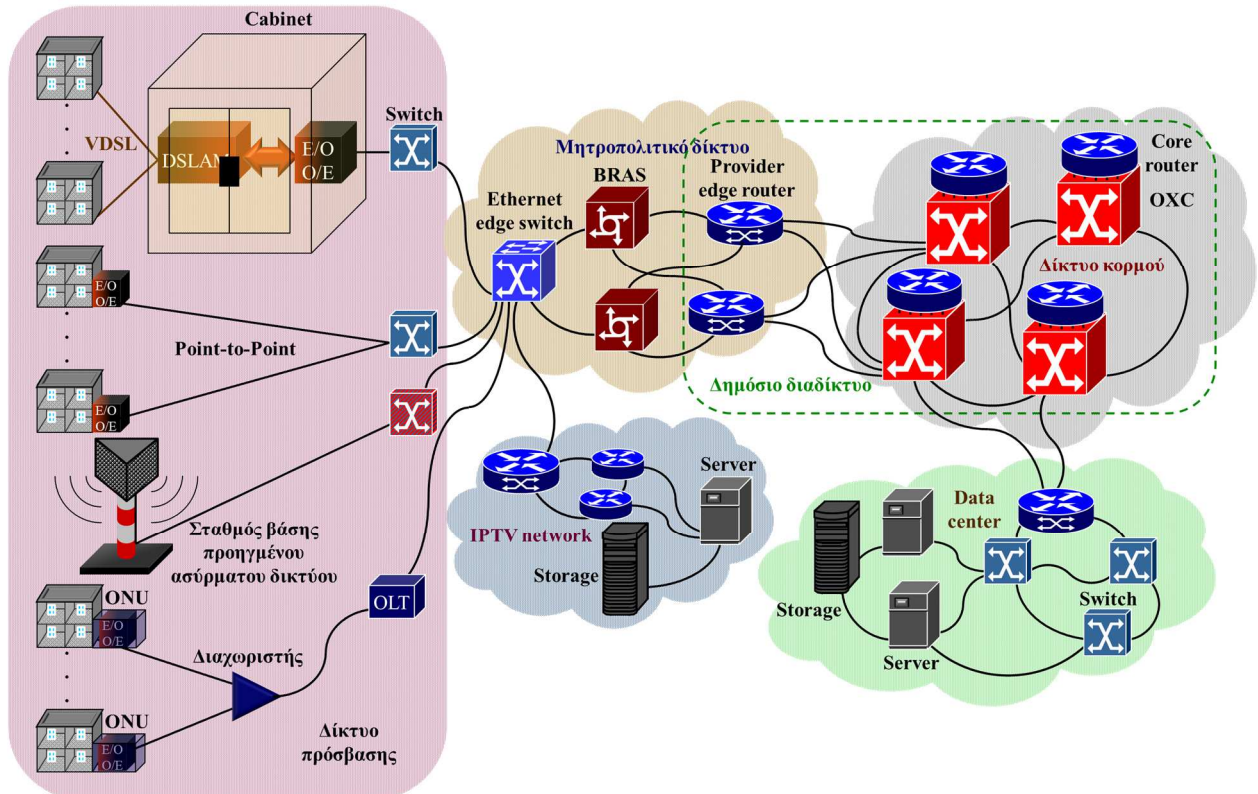 Cabinet
VDSL
DSLAM
E/O
O/E
Switch
E/O
O/E
Point-to-Point
E/O
O/E
Σταθμός βάσης
προηγμένου
ασύρματου δικτύου
ONU
E/O
O/E
Διαχωριστής
OLT
ONU
E/O
O/E
Δίκτυο
πρόσβασης
Μητροπολιτικό δίκτυο
BRAS
Provider
edge router
Ethernet
edge switch
Core
router
OXC
Δίκτυο κορμού
Δημόσιο διαδίκτυο
Server
IPTV network
Storage
Data
center
Storage
Server
Switch